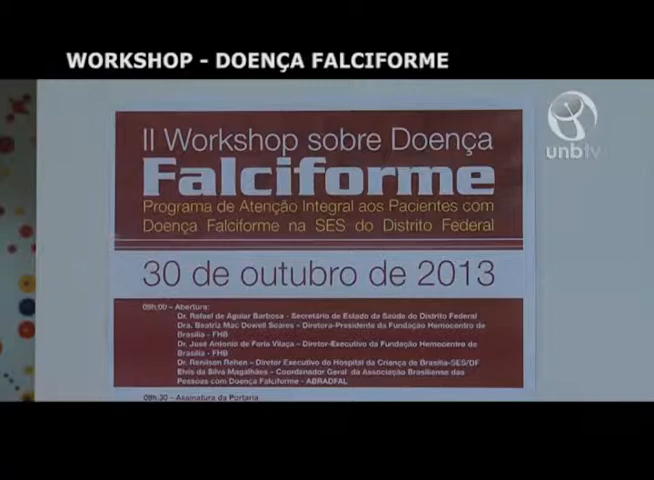 WORKSHOP - DOENÇA FALCIFORME
unbtv
II Workshop sobre Doença
Falciforme
Programa de Atenção Integral aos Pacientes com
Doença Falciforme na SES do Distrito Federal
30 de outubro de 2013
09h:00 – Abertura:
Dr. Rafael de Aguiar Barbosa - Secretário de Estado da Saúde do Distrito Federal
Dra. Beatriz Mac Dowell Soares – Diretora-Presidente da Fundação Hemocentro de
Brasília - FHB
Dr. José Antonio de Faria Vilaça – Diretor-Executivo da Fundação Hemocentro de
Brasília - FHB
Dr. Renilson Rehen – Diretor Executivo do Hospital da Criança de Brasília-SES/DF
Elvis da Silva Magalhães – Coordenador Geral da Associação Brasiliense das
Pessoas com Doença Falciforme - ABRADFAL
09h.30 – Assinatura da Portaria